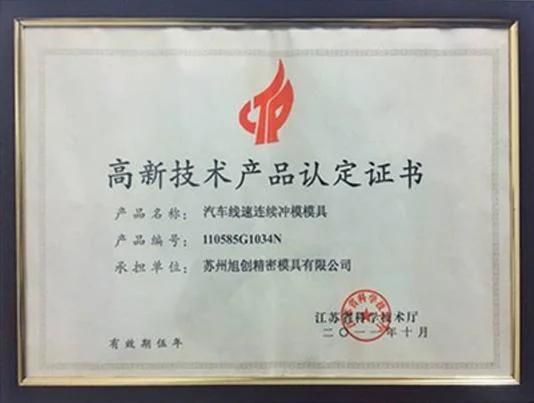 CTP
高新技术产品认定证书
产品名称： 汽车线速连续冲模模具
产品编号： 110585G1034N
承担单位： 苏州旭创精密模具有限公司
江苏省科学技术厅
二〇一一年十月
有效期伍年